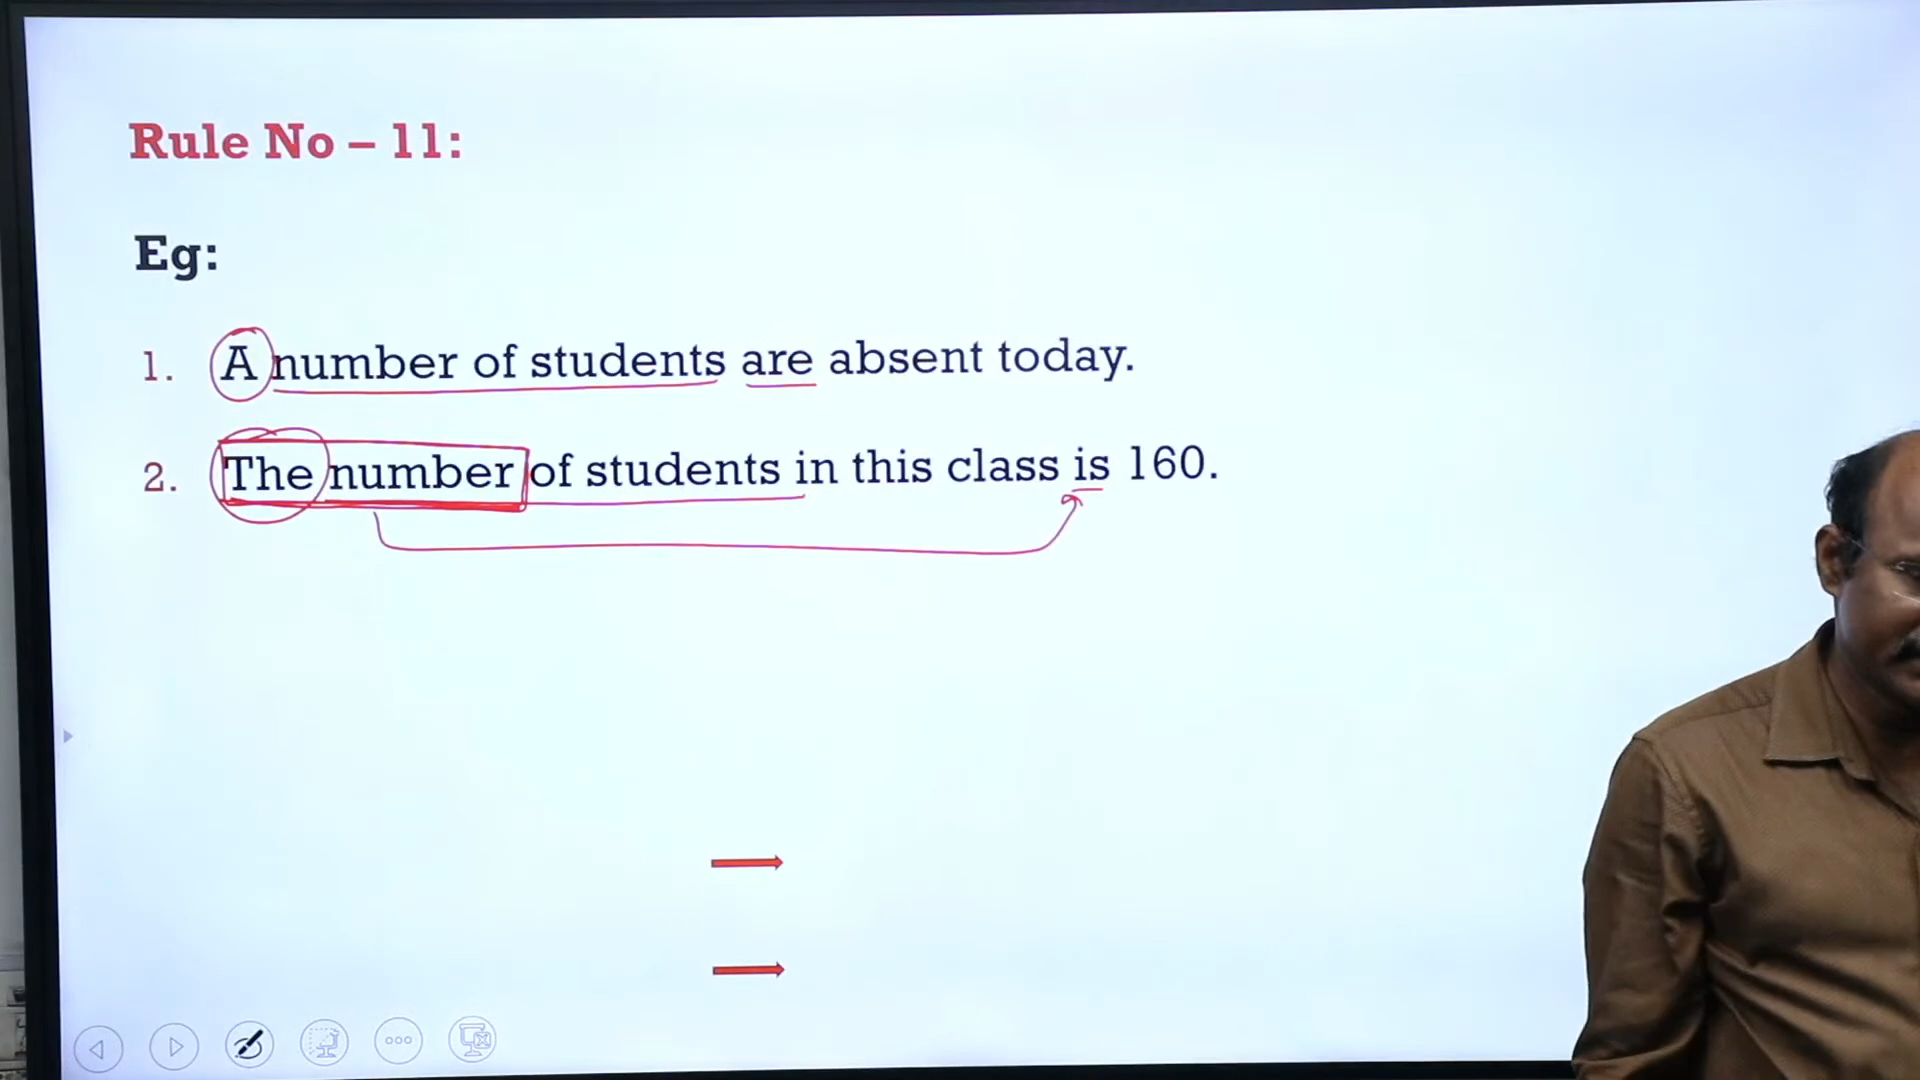 Rule No – 11:
Eg:
1. A number of students are absent today.
2. The number of students in this class is 160.